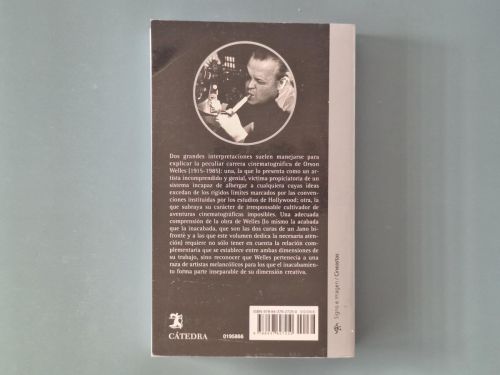 Dos grandes interpretaciones suelen manejarse para
explicar la peculiar carrera cinematográfica de Orson
Welles (1915-1985): una, la que lo presenta como un ar-
tista incomprendido y genial, víctima propiciatoria de
un sistema incapaz de albergar a cualquiera cuyas ideas
excedan de los rígidos límites marcados por las conven-
ciones instituidas por los estudios de Hollywood; otra, la
que subraya su carácter de irresponsable cultivador de
aventuras cinematográficas imposibles. Una adecuada
comprensión de la obra de Welles (lo mismo la acabada
que la inacabada, que son las dos caras de un Jano bi-
fronte y a las que este volumen dedica la necesaria aten-
ción) requiere no sólo tener en cuenta la relación comple-
mentaria que se establece entre ambas dimensiones de
su trabajo, sino reconocer que Welles pertenecía a una
raza de artistas melancólicos para los que el inacabamien-
to forma parte inseparable de su dimensión creativa.
CÁTEDRA
0195866
Signo e imagen / Cineastas